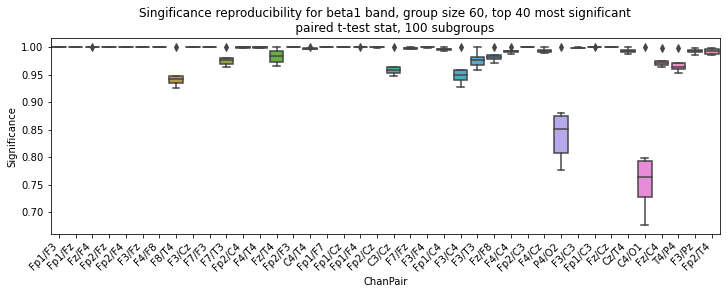 Singificance reproducibility for beta1 band, group size 60, top 40 most significant
paired t-test stat, 100 subgroups
Significance
1.00
0.95
0.90
0.85
0.80
0.75
0.70
Fp1/F3
Fp1/Fz
Fz/F4
Fp2/Fz
Fp2/F4
F3/Fz
F4/F8
F8/T4
F3/Cz
F7/F3
F7/T3
Fp2/C4
F4/T4
Fz/T4
Fp2/F3
C4/T4
Fp1/F7
Fp1/Cz
Fp1/F4
Fp2/Cz
C3/Cz
F7/Fz
F3/F4
Fp1/C4
F3/C4
F3/T3
Fz/F8
F4/C4
Fp2/C3
F4/Cz
P4/O2
F3/C3
Fp1/C3
Fz/Cz
Cz/T4
C4/O1
Fz/C4
T4/P4
F3/Pz
Fp2/T4
ChanPair